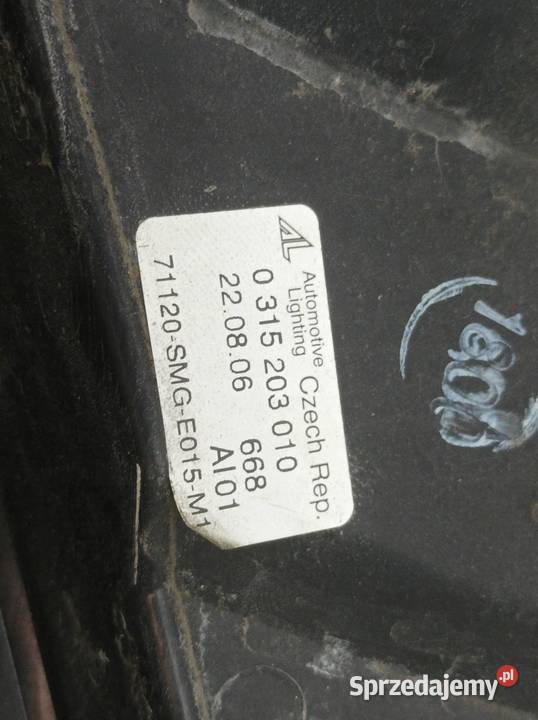 AL Automotive Lighting Czech Rep.
0 315 203 010 668
22.08.06 AI01
71120-SMG-E015-M1
Sprzedajemy.pl